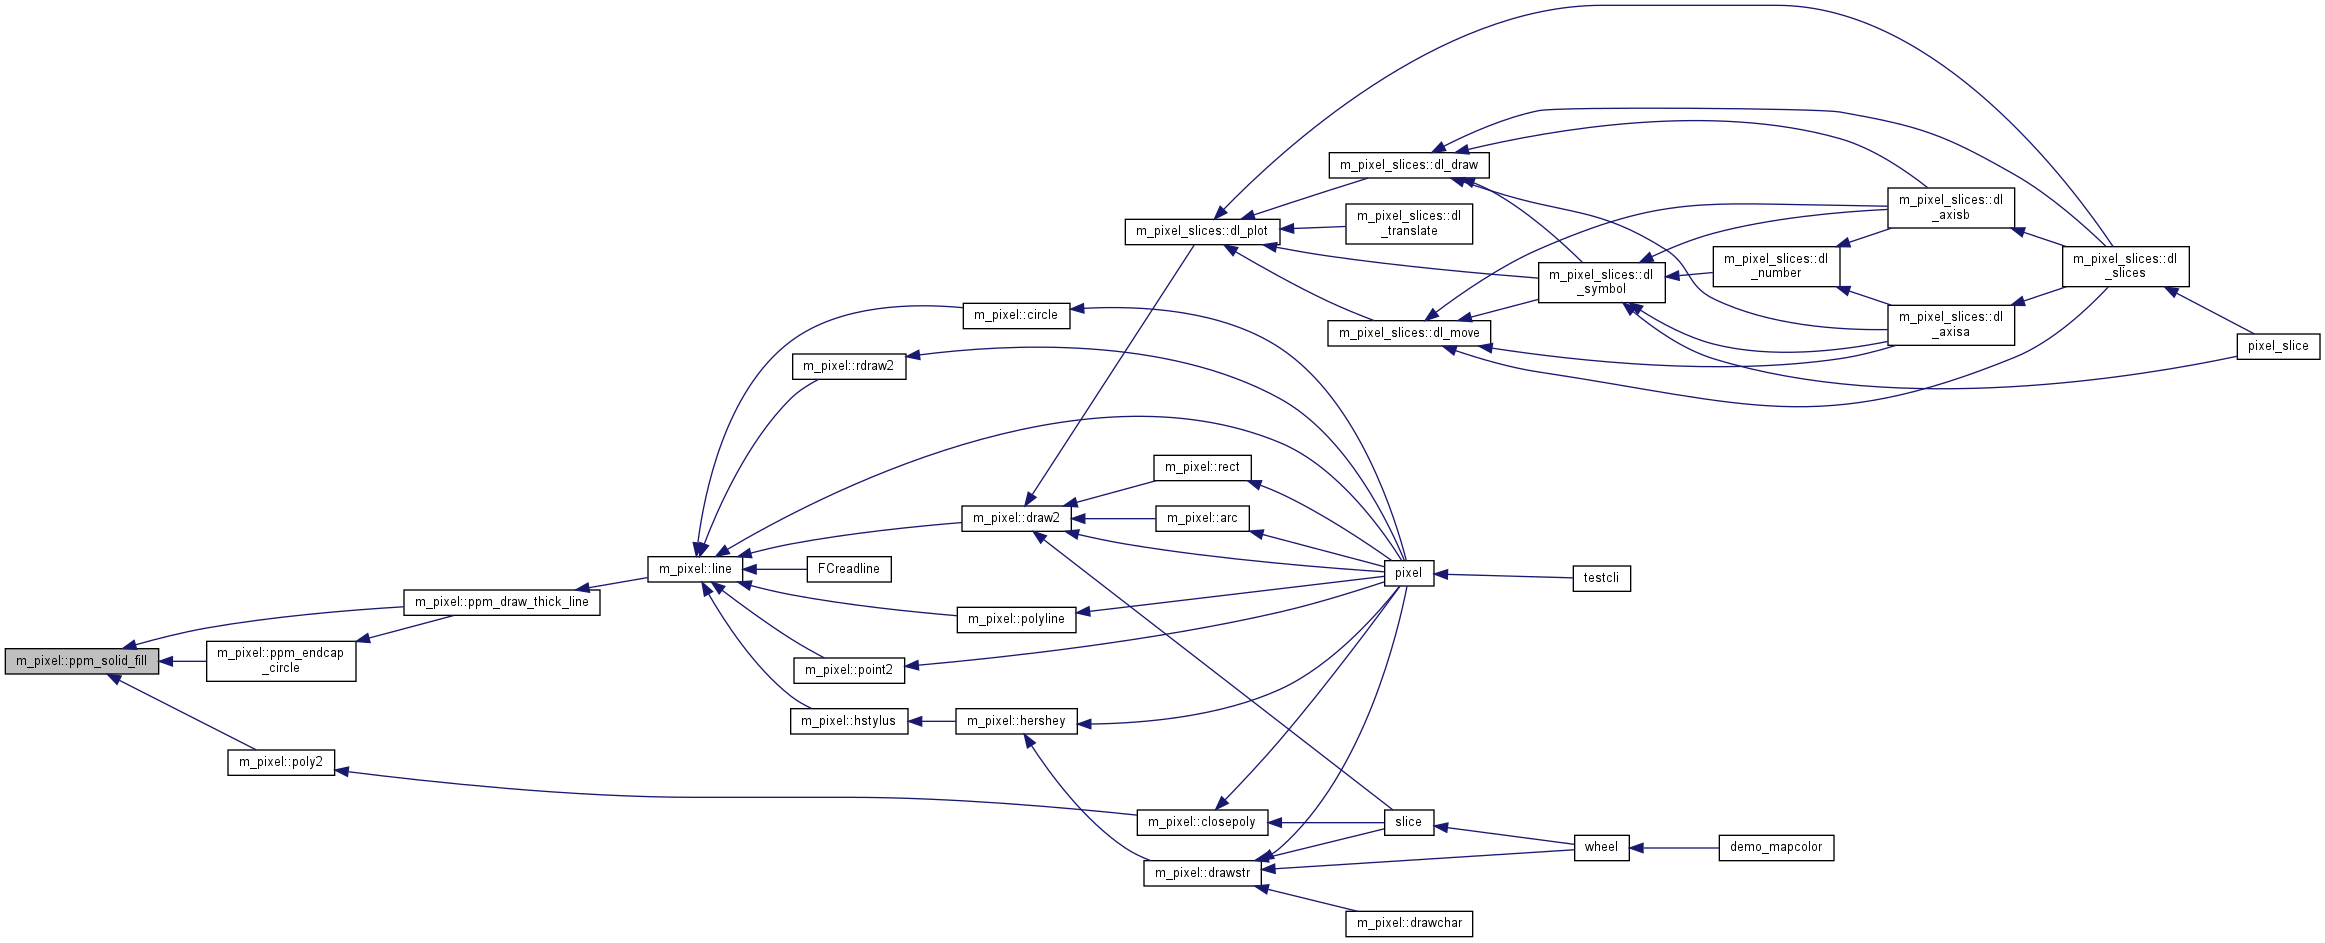 m_pixel::ppm_solid_fill
m_pixel::ppm_draw_thick_line
m_pixel::ppm_endcap
_circle
m_pixel::poly2
m_pixel::line
m_pixel::circle
m_pixel::rdraw2
m_pixel::draw2
FCreadline
m_pixel::polyline
m_pixel::point2
m_pixel::hstylus
m_pixel::hershey
m_pixel_slices::dl_plot
m_pixel::rect
m_pixel::arc
m_pixel::closepoly
m_pixel::drawstr
m_pixel_slices::dl_draw
m_pixel_slices::dl
_translate
m_pixel_slices::dl_move
pixel
slice
m_pixel::drawchar
m_pixel_slices::dl
_symbol
testcli
wheel
m_pixel_slices::dl
_number
demo_mapcolor
m_pixel_slices::dl
_axisb
m_pixel_slices::dl
_axisa
m_pixel_slices::dl
_slices
pixel_slice